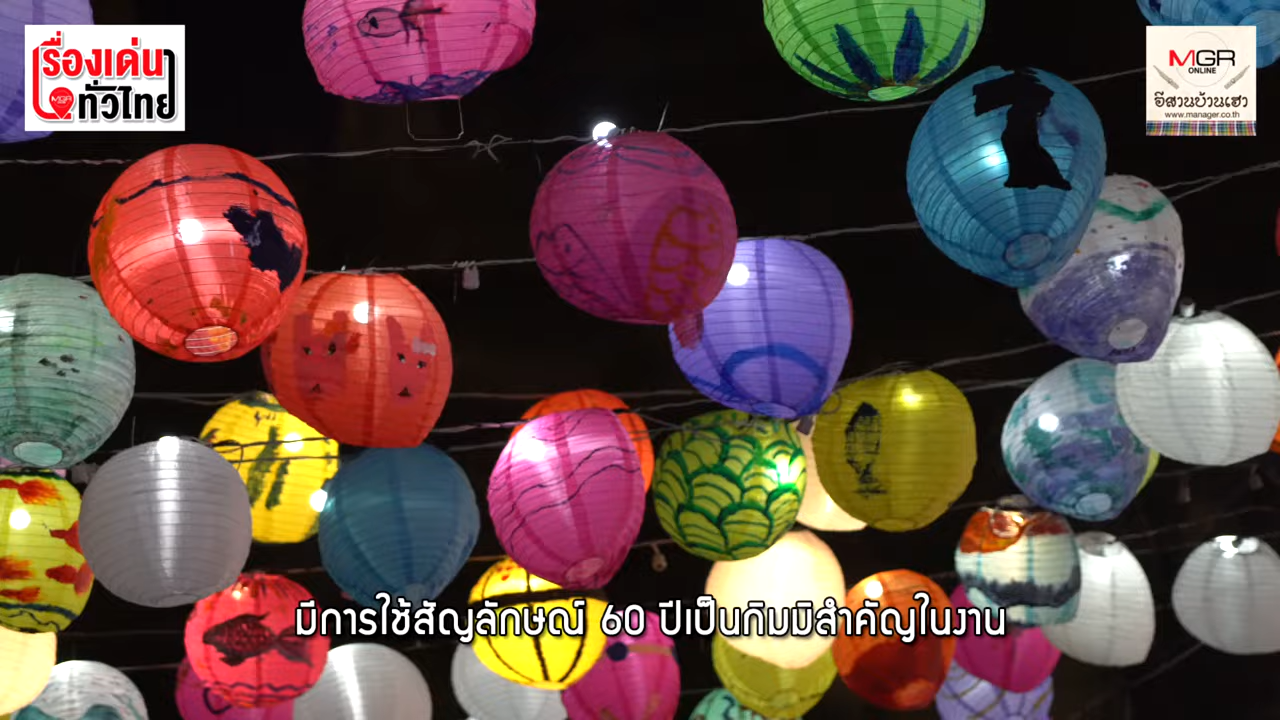 เรื่องเด่น
MGR
ทั่วไทย
MGR
ONLINE
อีสานบ้านเฮา
www.manager.co.th
มีการใช้สัญลักษณ์ 60 ปีเป็นกิมมิสำคัญในงาน